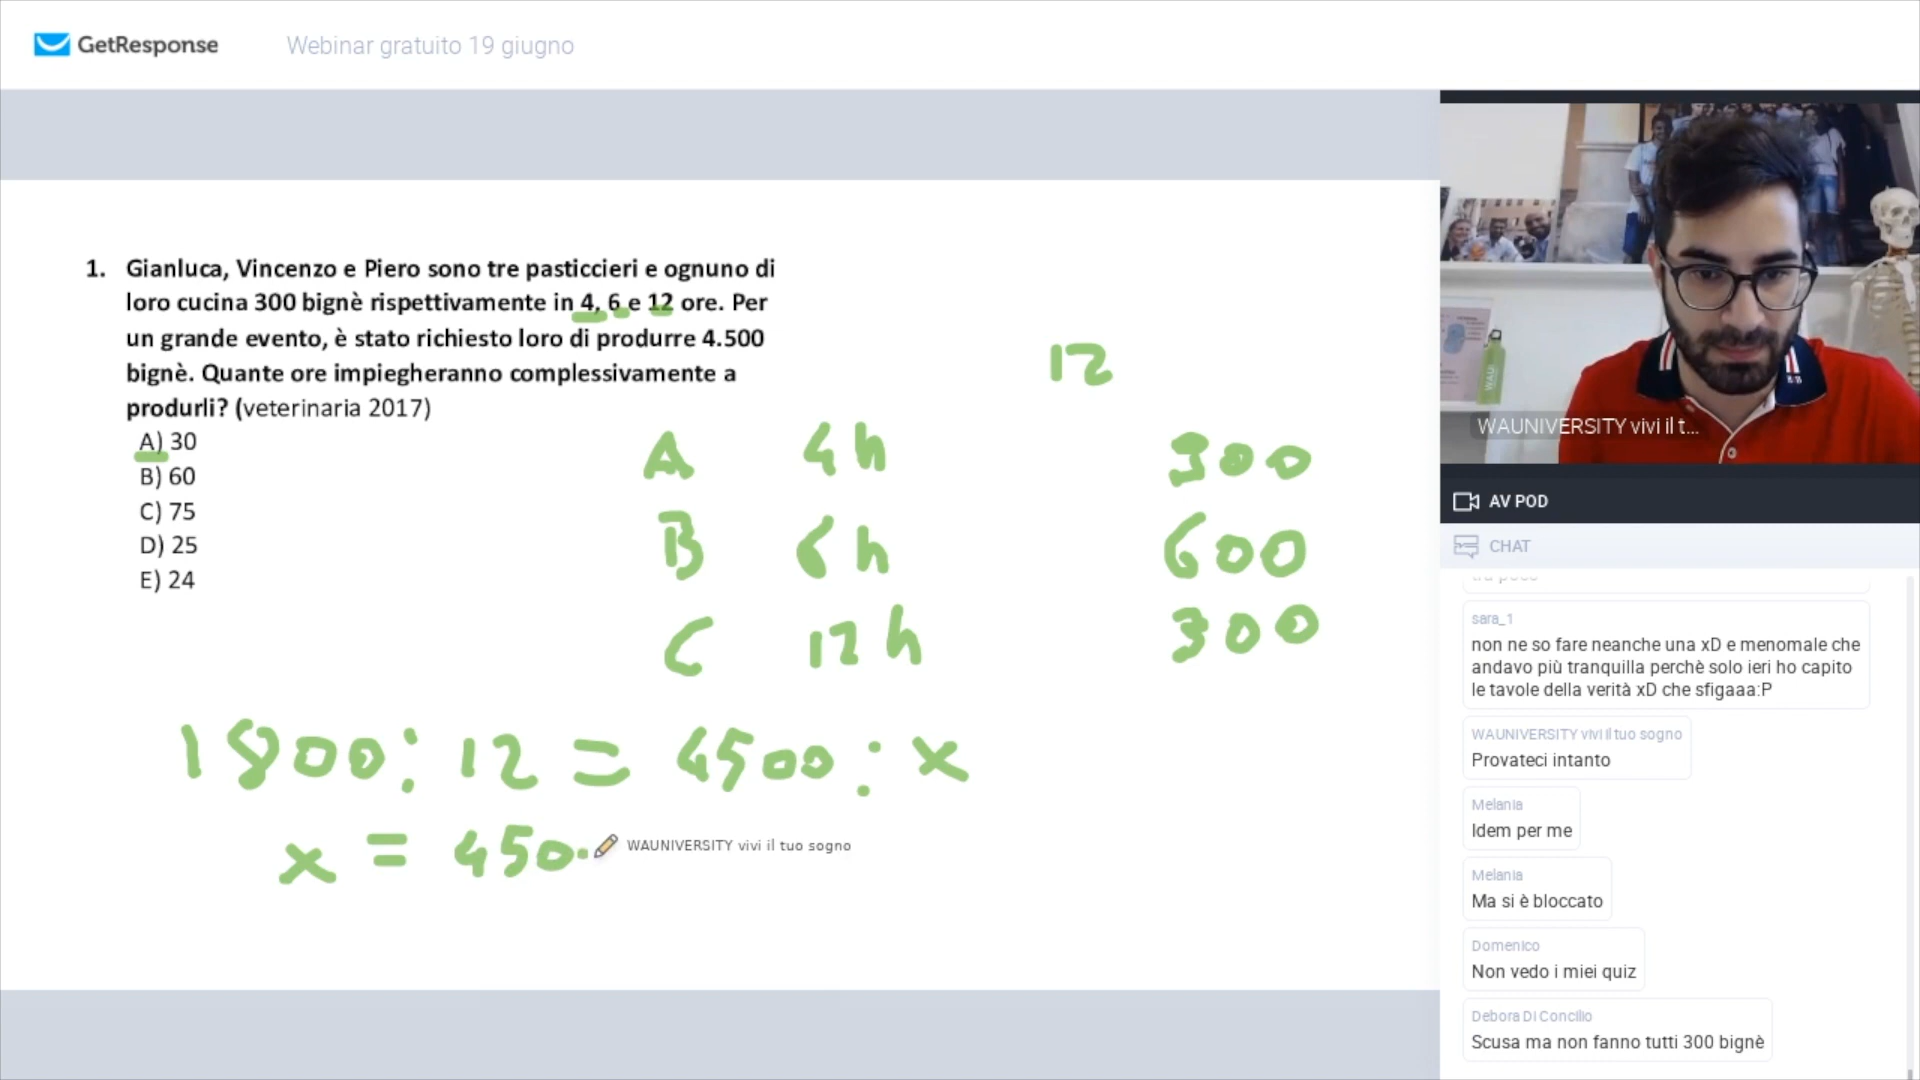 GetResponse
Webinar gratuito 19 giugno
1. Gianluca, Vincenzo e Piero sono tre pasticcieri e ognuno di
loro cucina 300 bignè rispettivamente in 4, 6 e 12 ore. Per
un grande evento, è stato richiesto loro di produrre 4.500
bignè. Quante ore impiegheranno complessivamente a
produrli? (veterinaria 2017)
A) 30
B) 60
C) 75
D) 25
E) 24
12
A 4h 300
B 6h 600
C 12h 300
1800 : 12 = 4500 : x
x = 450
WAUNIVERSITY vivi il tuo sogno
WAUNIVERSITY vivi il t...
WAU
AV POD
CHAT
sara_1
non ne so fare neanche una xD e menomale che
andavo più tranquilla perchè solo ieri ho capito
le tavole della verità xD che sfigaaa:P
WAUNIVERSITY vivi il tuo sogno
Provateci intanto
Melania
Idem per me
Melania
Ma si è bloccato
Domenico
Non vedo i miei quiz
Debora Di Concilio
Scusa ma non fanno tutti 300 bignè